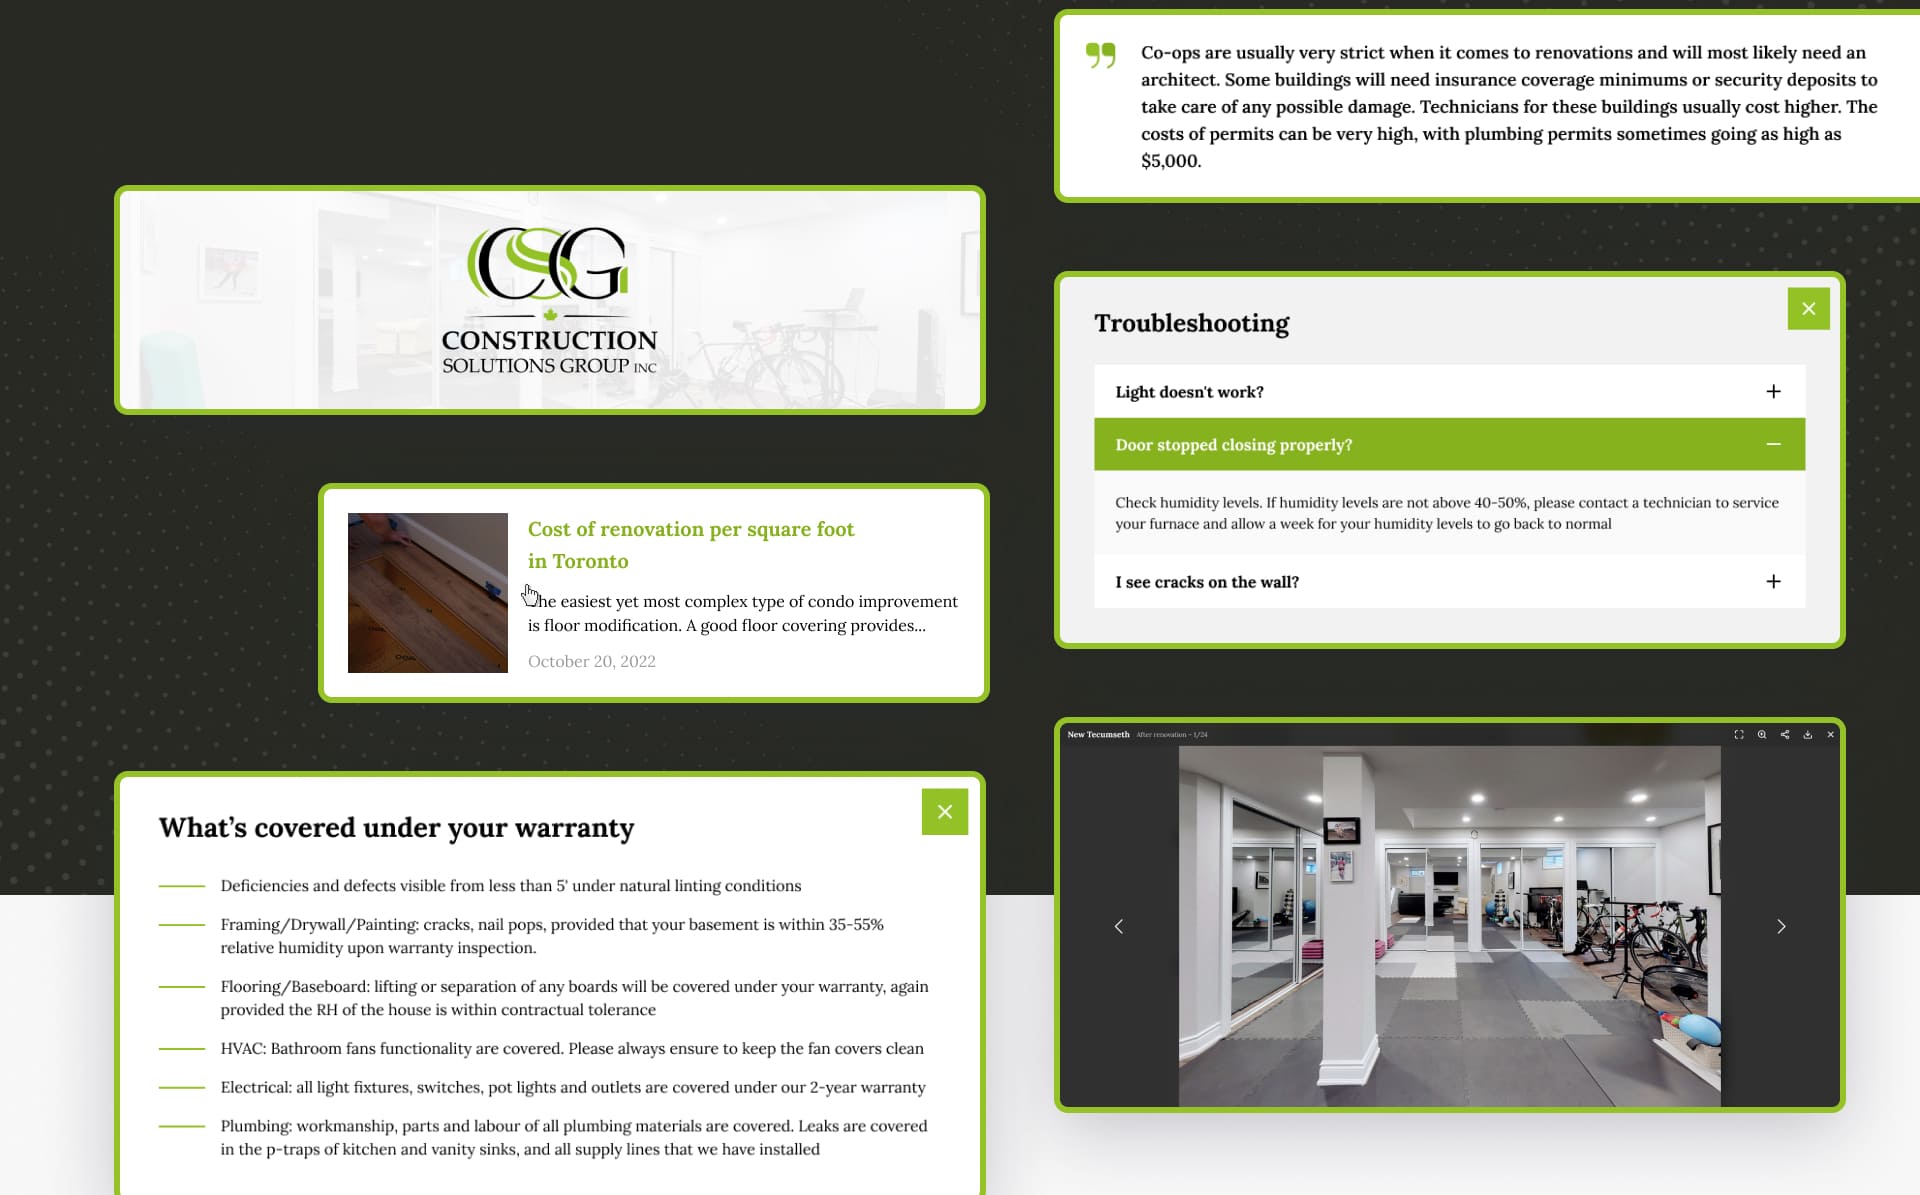 Co-ops are usually very strict when it comes to renovations and will most likely need an
architect. Some buildings will need insurance coverage minimums or security deposits to
take care of any possible damage. Technicians for these buildings usually cost higher. The
costs of permits can be very high, with plumbing permits sometimes going as high as
$5,000.
CSG
CONSTRUCTION
SOLUTIONS GROUP INC
Troubleshooting
Light doesn't work?
Door stopped closing properly?
Check humidity levels. If humidity levels are not above 40-50%, please contact a technician to service
your furnace and allow a week for your humidity levels to go back to normal
I see cracks on the wall?
Cost of renovation per square foot
in Toronto
The easiest yet most complex type of condo improvement
is floor modification. A good floor covering provides...
October 20, 2022
New Tecumseth After renovation – 1/24
What’s covered under your warranty
Deficiencies and defects visible from less than 5' under natural linting conditions
Framing/Drywall/Painting: cracks, nail pops, provided that your basement is within 35-55%
relative humidity upon warranty inspection.
Flooring/Baseboard: lifting or separation of any boards will be covered under your warranty, again
provided the RH of the house is within contractual tolerance
HVAC: Bathroom fans functionality are covered. Please always ensure to keep the fan covers clean
Electrical: all light fixtures, switches, pot lights and outlets are covered under our 2-year warranty
Plumbing: workmanship, parts and labour of all plumbing materials are covered. Leaks are covered
in the p-traps of kitchen and vanity sinks, and all supply lines that we have installed